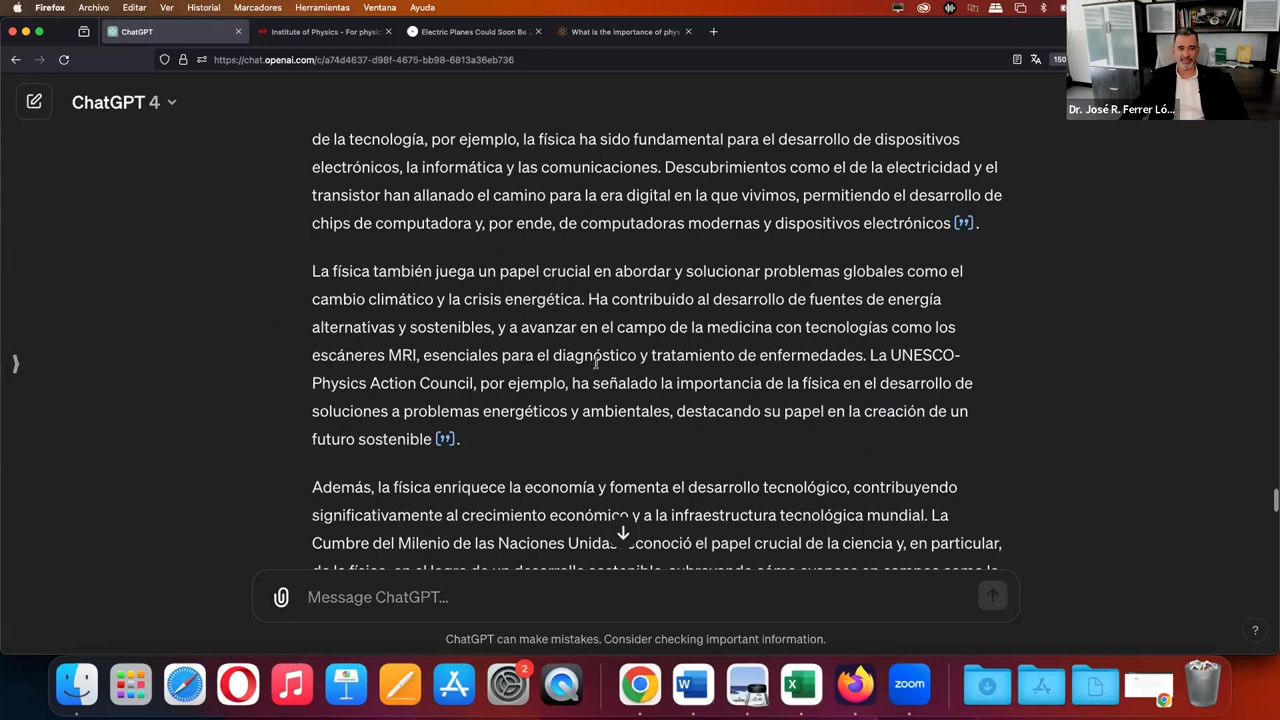 Firefox Archivo Editar Ver Historial Marcadores Herramientas Ventana Ayuda
ChatGPT
Institute of Physics - For physic
Electric Planes Could Soon Be
What is the importance of phys
https://chat.openai.com/c/a74d4637-d98f-4675-bb98-6813a36eb736
150
Dr. José R. Ferrer Ló...
ChatGPT 4
de la tecnología, por ejemplo, la física ha sido fundamental para el desarrollo de dispositivos
electrónicos, la informática y las comunicaciones. Descubrimientos como el de la electricidad y el
transistor han allanado el camino para la era digital en la que vivimos, permitiendo el desarrollo de
chips de computadora y, por ende, de computadoras modernas y dispositivos electrónicos ["].
La física también juega un papel crucial en abordar y solucionar problemas globales como el
cambio climático y la crisis energética. Ha contribuido al desarrollo de fuentes de energía
alternativas y sostenibles, y a avanzar en el campo de la medicina con tecnologías como los
escáneres MRI, esenciales para el diagnóstico y tratamiento de enfermedades. La UNESCO-
Physics Action Council, por ejemplo, ha señalado la importancia de la física en el desarrollo de
soluciones a problemas energéticos y ambientales, destacando su papel en la creación de un
futuro sostenible ["].
Además, la física enriquece la economía y fomenta el desarrollo tecnológico, contribuyendo
significativamente al crecimiento económico y a la infraestructura tecnológica mundial. La
Cumbre del Milenio de las Naciones Unidas conoció el papel crucial de la ciencia y, en particular,
Message ChatGPT...
ChatGPT can make mistakes. Consider checking important information.
?
2
zoom